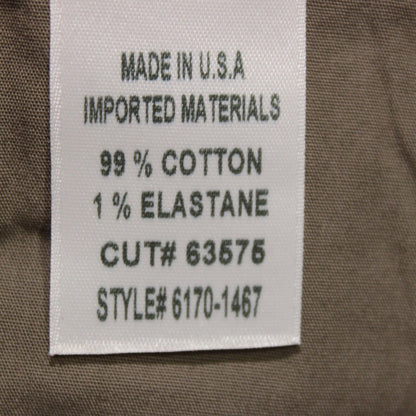 MADE IN U.S.A
IMPORTED MATERIALS
99 % COTTON
1 % ELASTANE
CUT# 63575
STYLE# 6170-1467